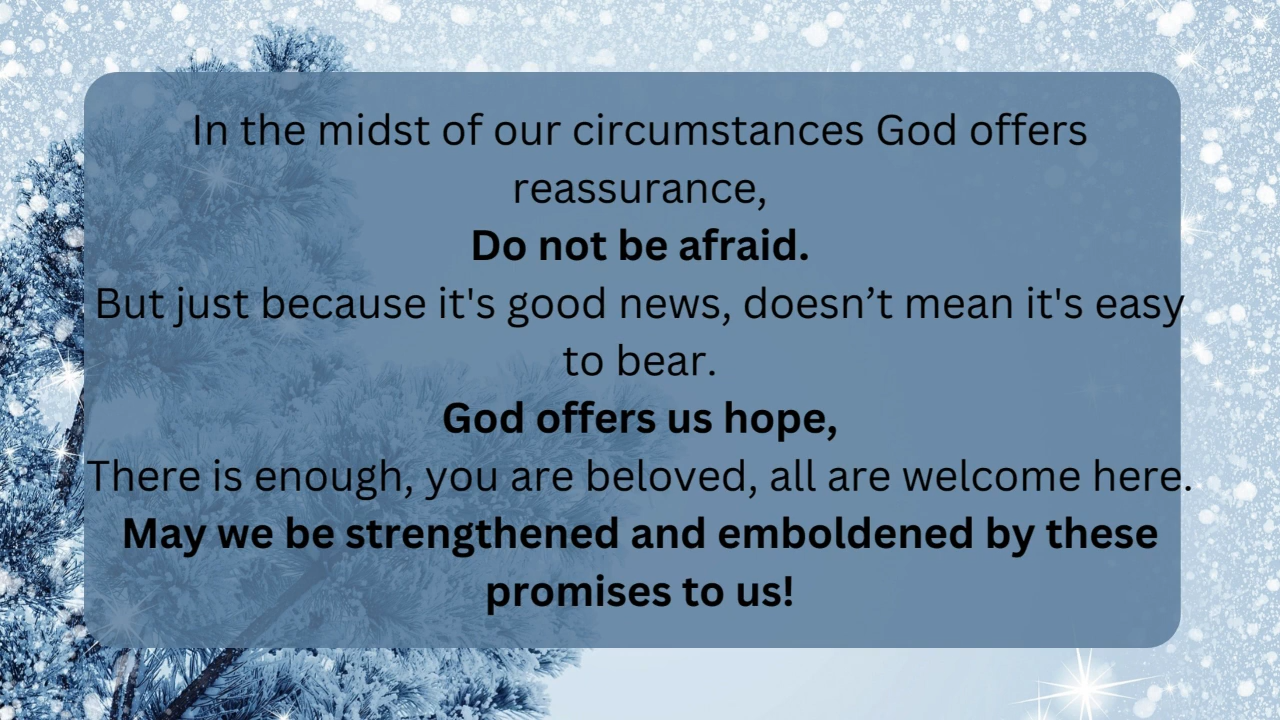 In the midst of our circumstances God offers
reassurance,
Do not be afraid.
But just because it's good news, doesn’t mean it's easy
to bear.
God offers us hope,
There is enough, you are beloved, all are welcome here.
May we be strengthened and emboldened by these
promises to us!